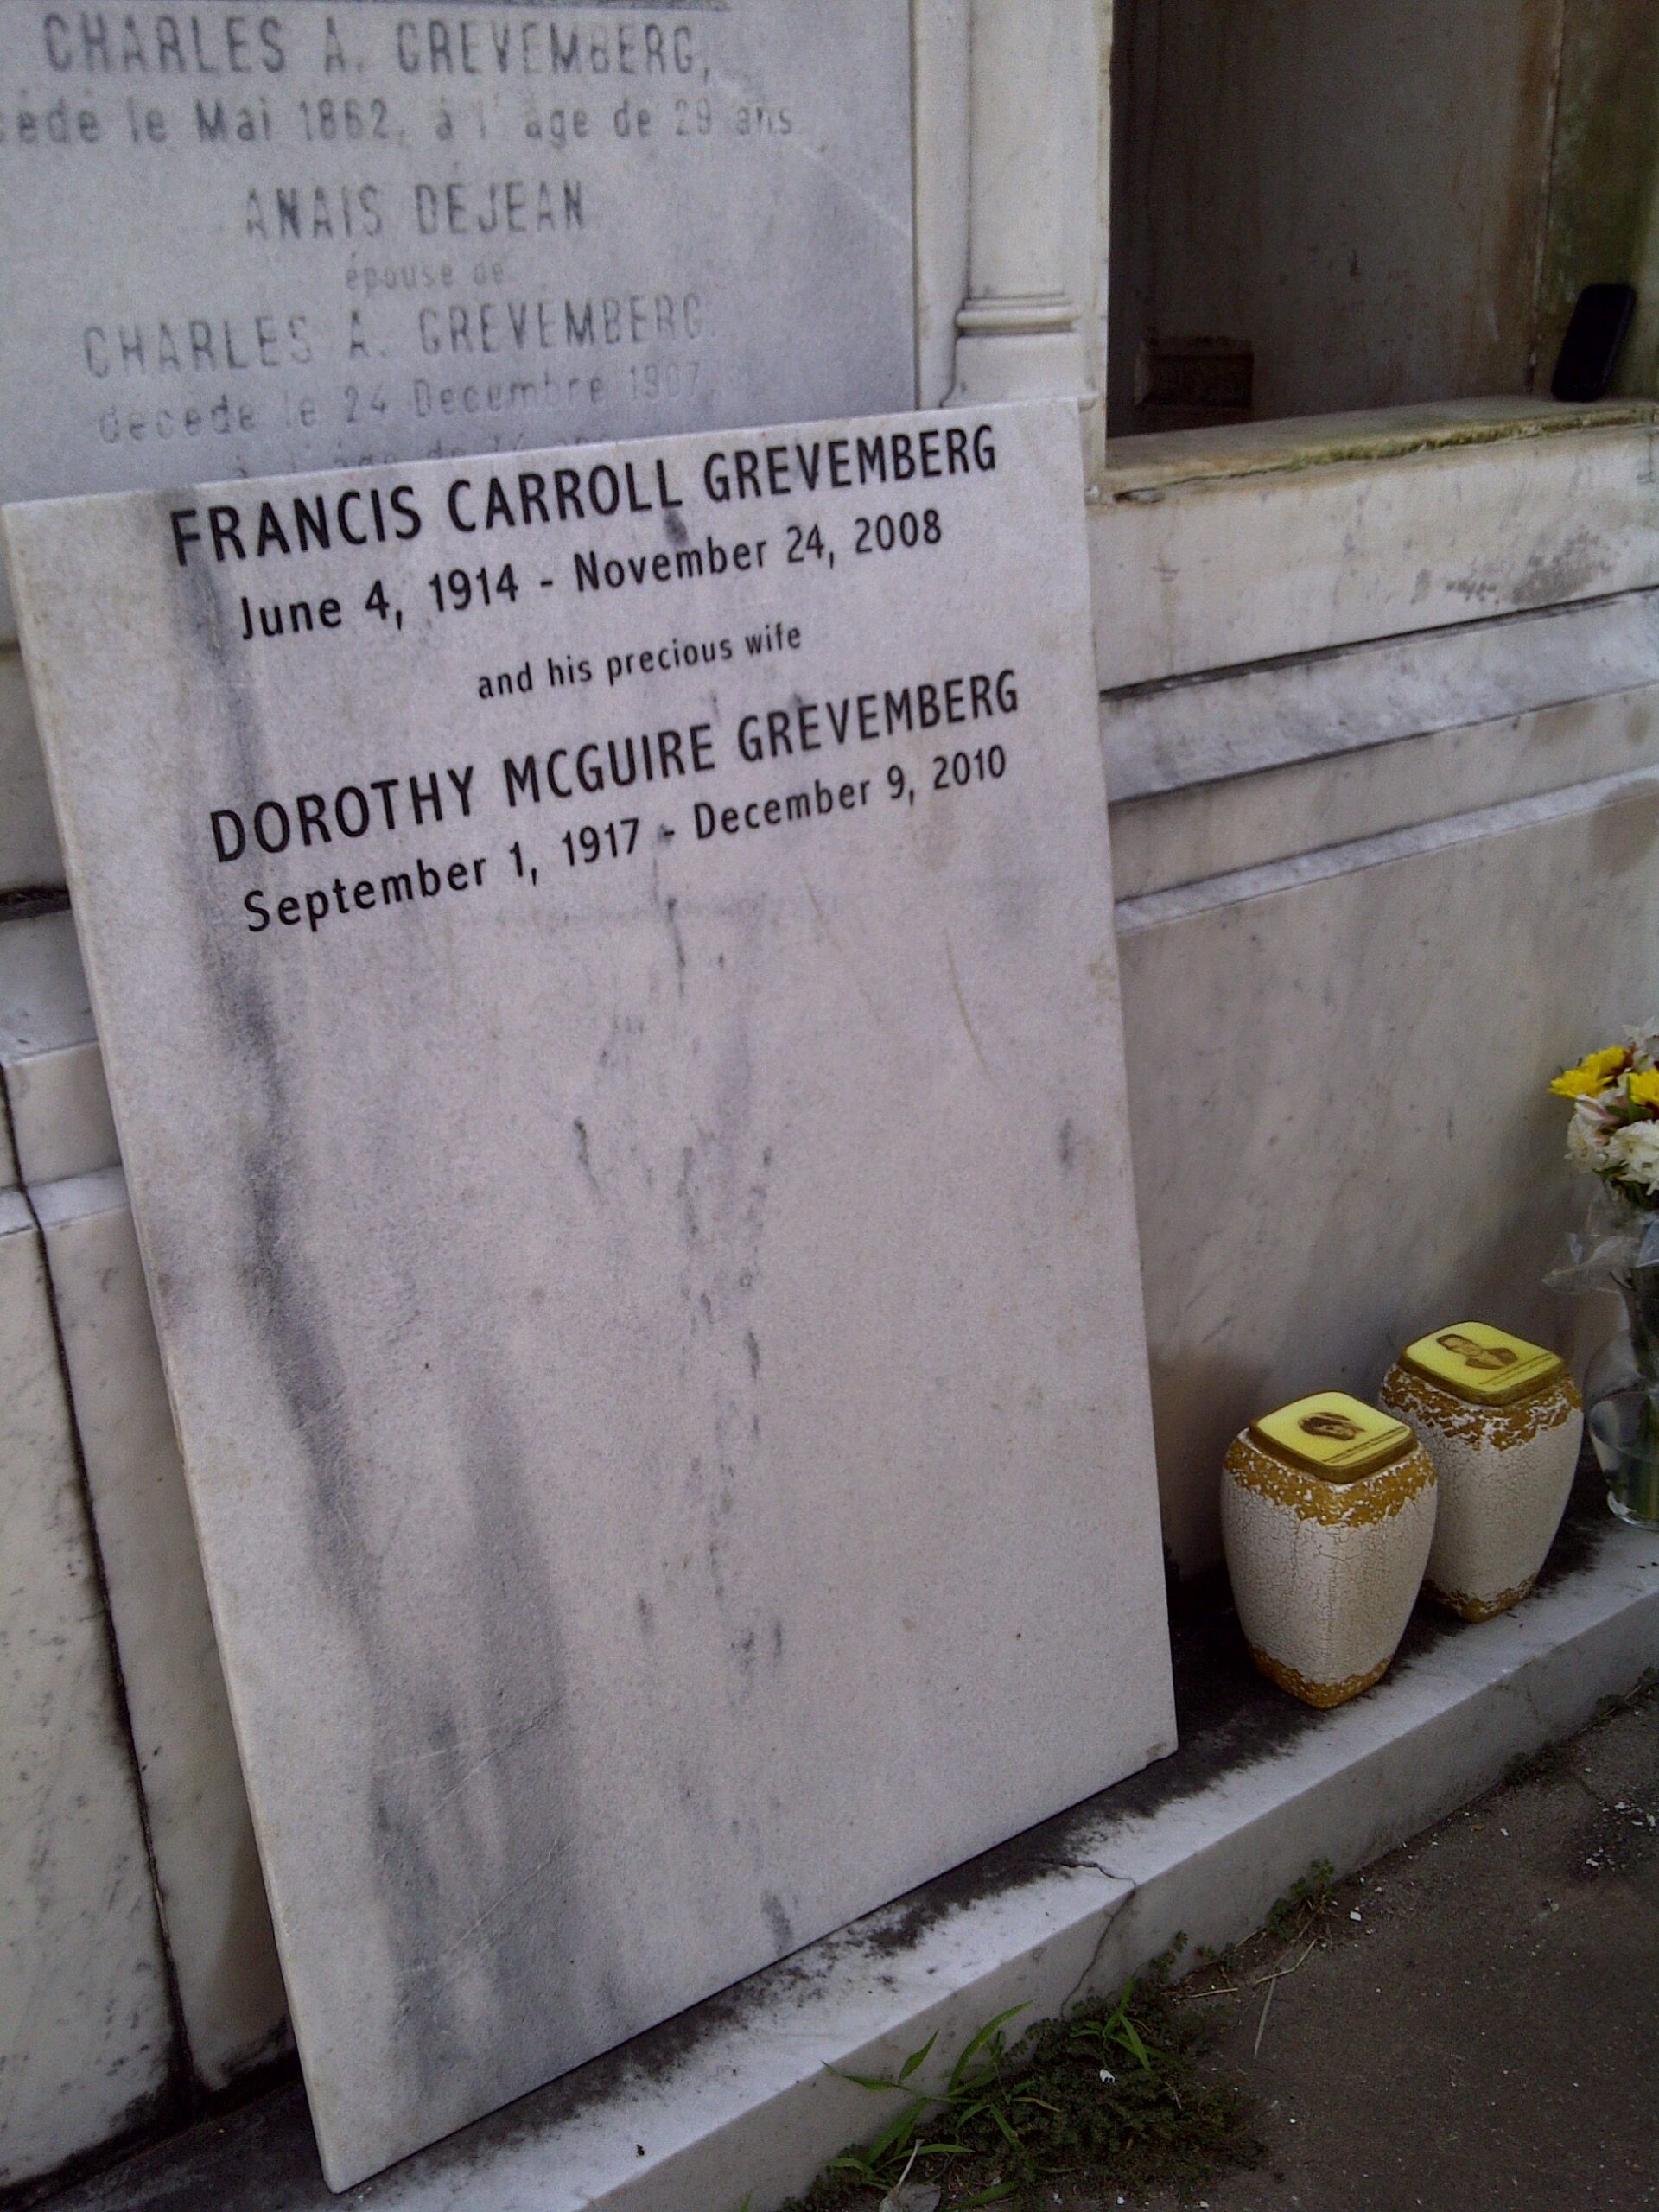 CHARLES A. GREVEMBERG,
le Mai 1862, à l'âge de 29 ans
ANAIS DEJEAN
épouse de
CHARLES A. GREVEMBERG
décédé le 24 Decembre 1907
FRANCIS CARROLL GREVEMBERG
June 4, 1914 - November 24, 2008
and his precious wife
DOROTHY MCGUIRE GREVEMBERG
September 1, 1917 - December 9, 2010